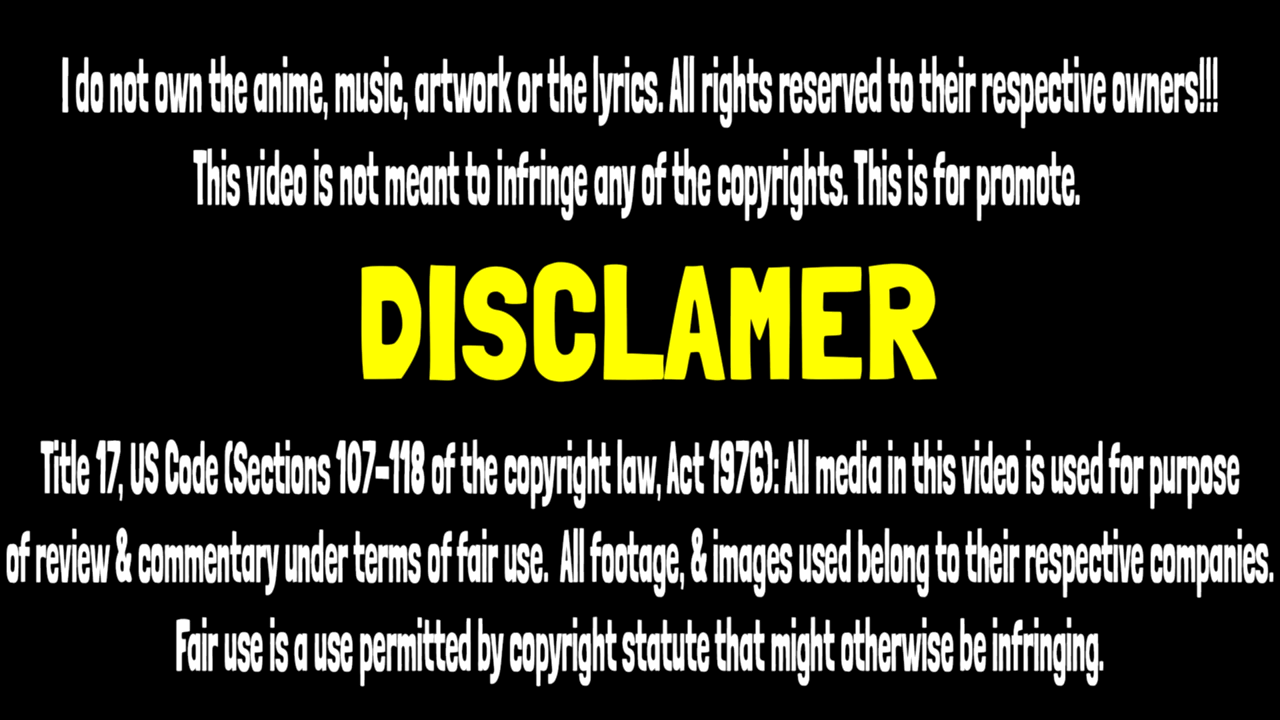 I do not own the anime, music, artwork or the lyrics. All rights reserved to their respective owners!!!
This video is not meant to infringe any of the copyrights. This is for promote.
DISCLAMER
Title 17, US Code (Sections 107-118 of the copyright law, Act 1976): All media in this video is used for purpose
of review & commentary under terms of fair use. All footage, & images used belong to their respective companies.
Fair use is a use permitted by copyright statute that might otherwise be infringing.